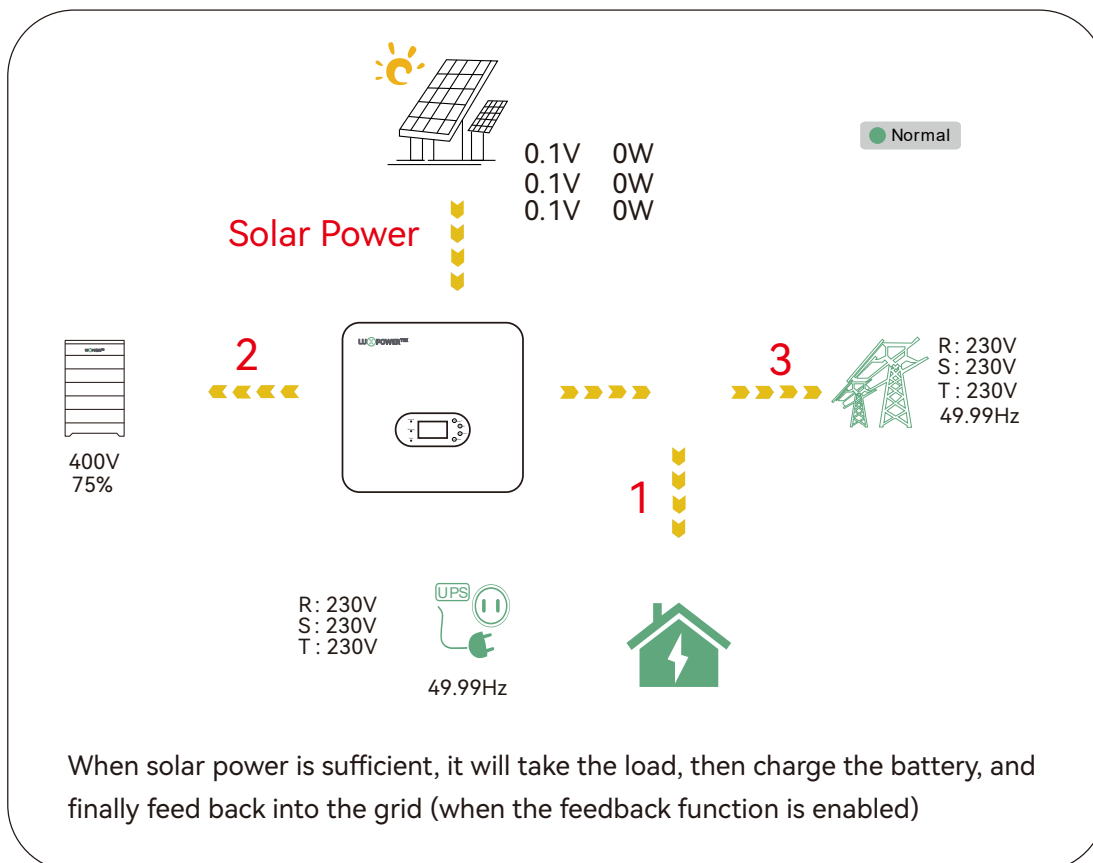 Normal
0.1V 0W
0.1V 0W
0.1V 0W
Solar Power
LUXPOWERTEK
2
3
R: 230V
S: 230V
T: 230V
49.99Hz
400V
75%
1
R: 230V
S: 230V
T: 230V
UPS
49.99Hz
When solar power is sufficient, it will take the load, then charge the battery, and
finally feed back into the grid (when the feedback function is enabled)